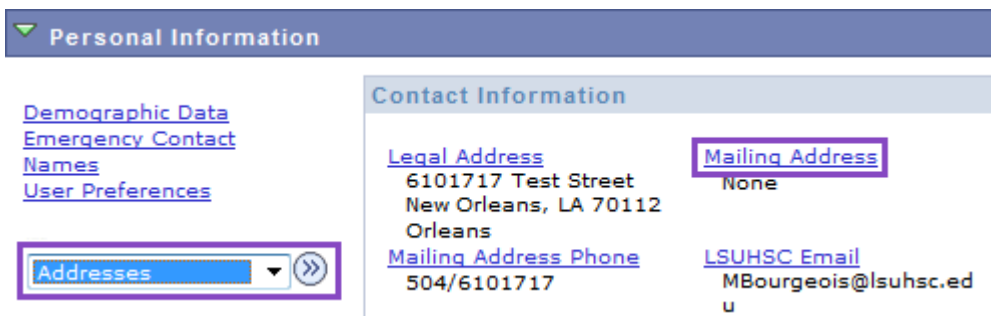 Personal Information
Demographic Data
Emergency Contact
Names
User Preferences
Addresses
Contact Information
Legal Address
6101717 Test Street
New Orleans, LA 70112
Orleans
Mailing Address
None
Mailing Address Phone
504/6101717
LSUHSC Email
MBourgeois@lsuhsc.ed
u